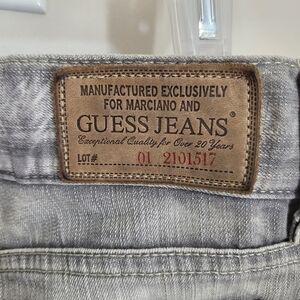 MANUFACTURED EXCLUSIVELY
FOR MARCIANO AND
GUESS JEANS®
Exceptional Quality for Over 20 Years
LOT# 01 2101517